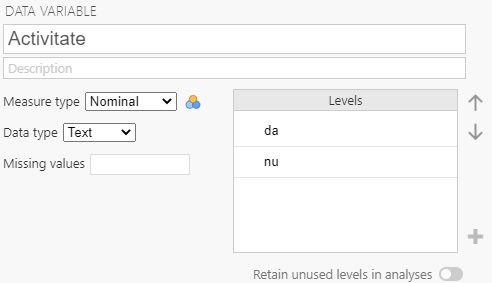 DATA VARIABLE
Activitate
Description
Measure type Nominal
Data type Text
Missing values
Levels
da
nu
Retain unused levels in analyses